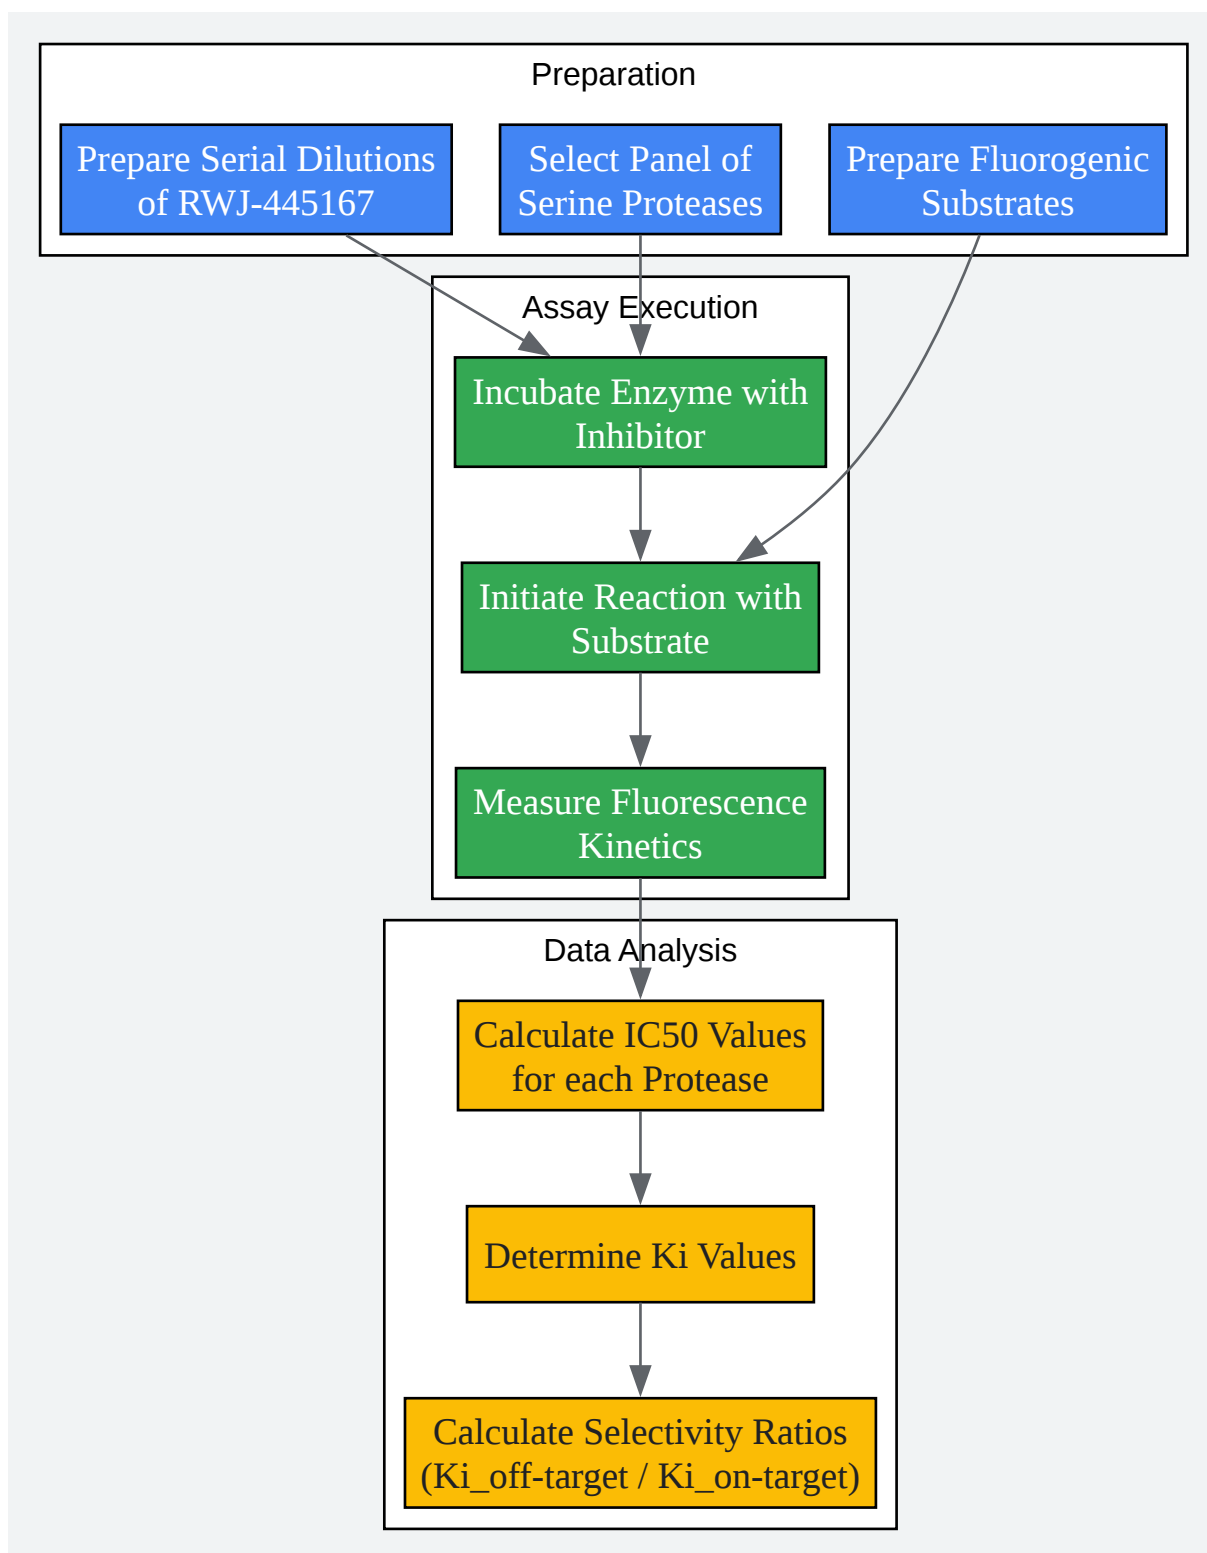 Preparation
Prepare Serial Dilutions
of RWJ-445167
Select Panel of
Serine Proteases
Prepare Fluorogenic
Substrates
Assay Execution
Incubate Enzyme with
Inhibitor
Initiate Reaction with
Substrate
Measure Fluorescence
Kinetics
Data Analysis
Calculate IC50 Values
for each Protease
Determine Ki Values
Calculate Selectivity Ratios
(Ki_off-target / Ki_on-target)